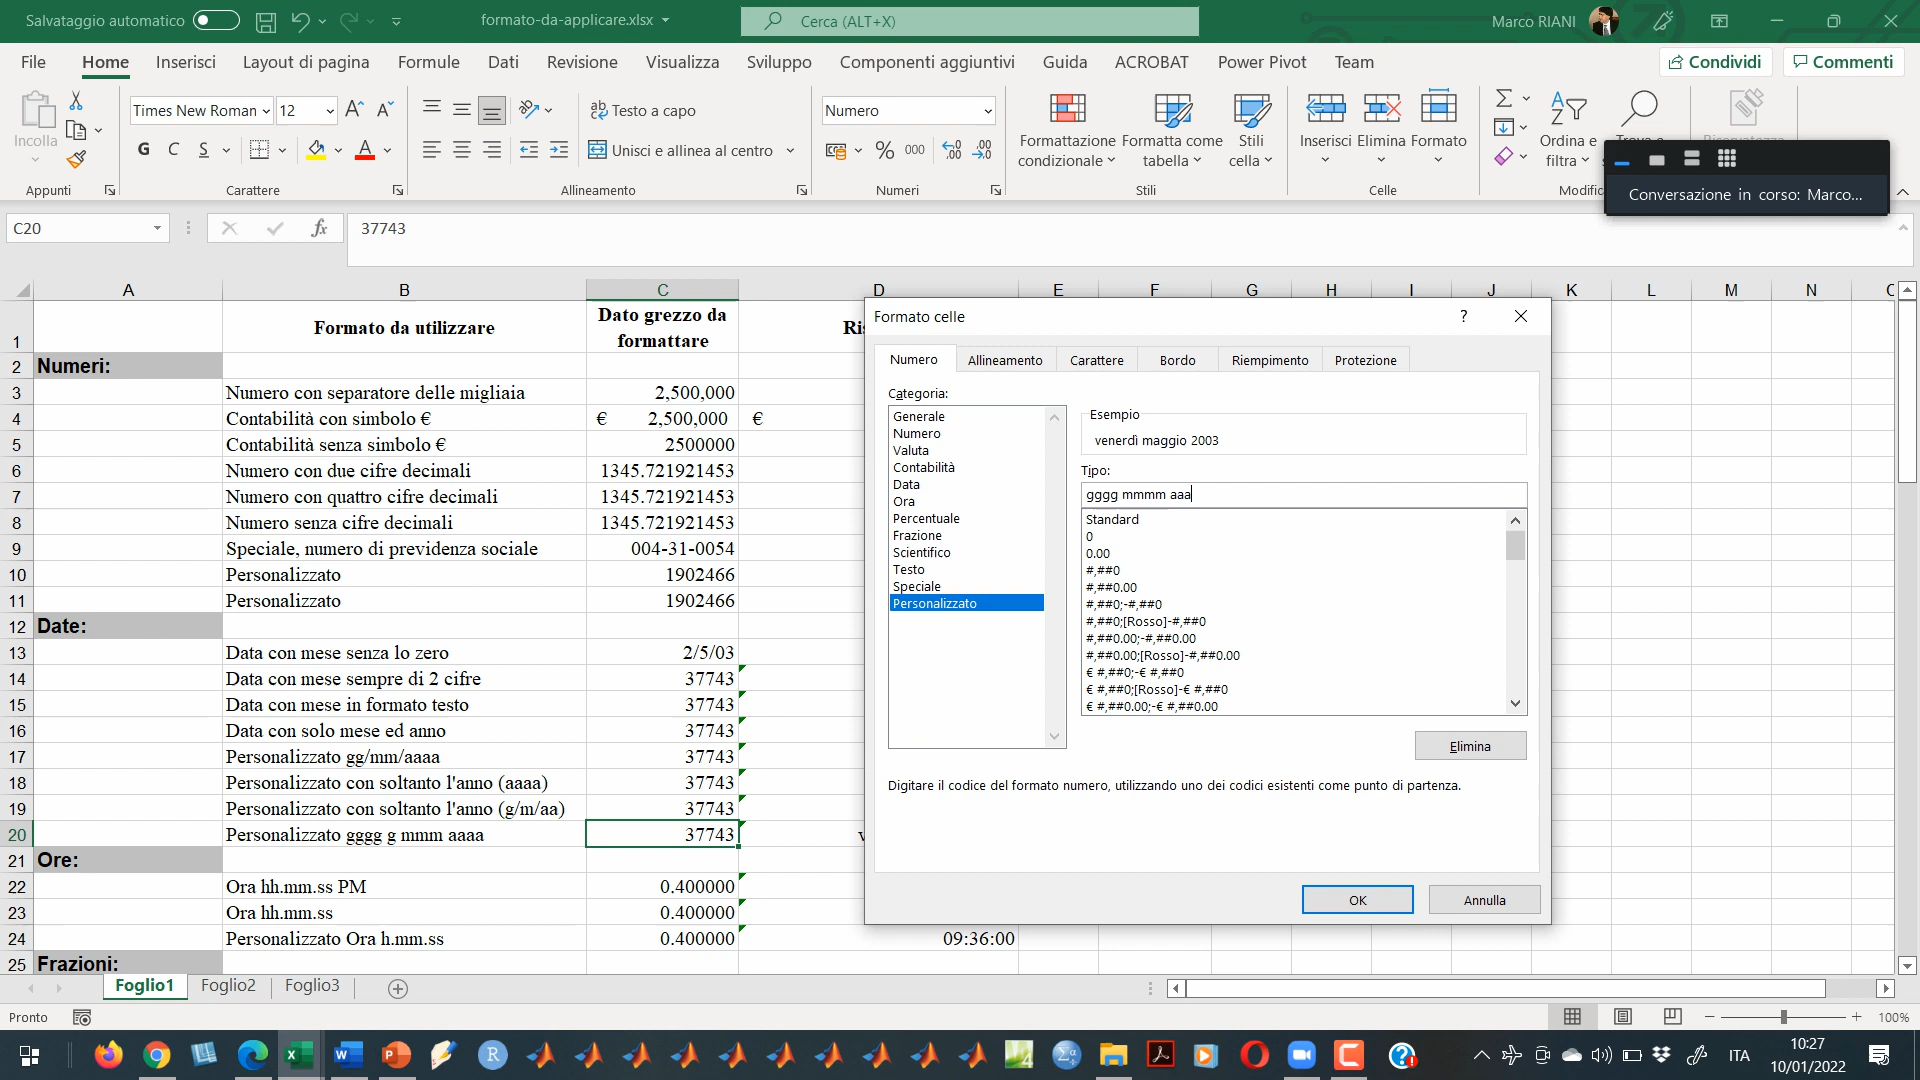 Salvataggio automatico
formato-da-applicare.xlsx
Cerca (ALT+X)
Marco RIANI
File Home Inserisci Layout di pagina Formule Dati Revisione Visualizza Sviluppo Componenti aggiuntivi Guida ACROBAT Power Pivot Team
Condividi
Commenti
Incolla
Appunti
Times New Roman
12
G C S
Carattere
Testo a capo
Unisci e allinea al centro
Allineamento
Numero
% 000
Numeri
Formattazione condizionale
Formatta come tabella
Stili cella
Stili
Inserisci Elimina Formato
Celle
Ordina e filtra
Conversazione in corso: Marco...
C20
fx
37743
A B C D E F G H I J K L M N
1 Formato da utilizzare Dato grezzo da formattare Ris
2 Numeri:
3 Numero con separatore delle migliaia 2,500,000
4 Contabilità con simbolo € € 2,500,000 €
5 Contabilità senza simbolo € 2500000
6 Numero con due cifre decimali 1345.721921453
7 Numero con quattro cifre decimali 1345.721921453
8 Numero senza cifre decimali 1345.721921453
9 Speciale, numero di previdenza sociale 004-31-0054
10 Personalizzato 1902466
11 Personalizzato 1902466
12 Date:
13 Data con mese senza lo zero 2/5/03
14 Data con mese sempre di 2 cifre 37743
15 Data con mese in formato testo 37743
16 Data con solo mese ed anno 37743
17 Personalizzato gg/mm/aaaa 37743
18 Personalizzato con soltanto l'anno (aaaa) 37743
19 Personalizzato con soltanto l'anno (g/m/aa) 37743
20 Personalizzato gggg g mmm aaaa 37743
21 Ore:
22 Ora hh.mm.ss PM 0.400000
23 Ora hh.mm.ss 0.400000
24 Personalizzato Ora h.mm.ss 0.400000 09:36:00
25 Frazioni:
Formato celle
?
Numero Allineamento Carattere Bordo Riempimento Protezione
Categoria:
Generale
Numero
Valuta
Contabilità
Data
Ora
Percentuale
Frazione
Scientifico
Testo
Speciale
Personalizzato
Esempio
venerdì maggio 2003
Tipo:
gggg mmmm aaa
Standard
0
0.00
#,##0
#,##0.00
#,##0;-#,##0
#,##0;[Rosso]-#,##0
#,##0.00;-#,##0.00
#,##0.00;[Rosso]-#,##0.00
€ #,##0;-€ #,##0
€ #,##0;[Rosso]-€ #,##0
€ #,##0.00;-€ #,##0.00
Elimina
Digitare il codice del formato numero, utilizzando uno dei codici esistenti come punto di partenza.
OK
Annulla
Foglio1 Foglio2 Foglio3
Pronto
100%
ITA
10:27
10/01/2022